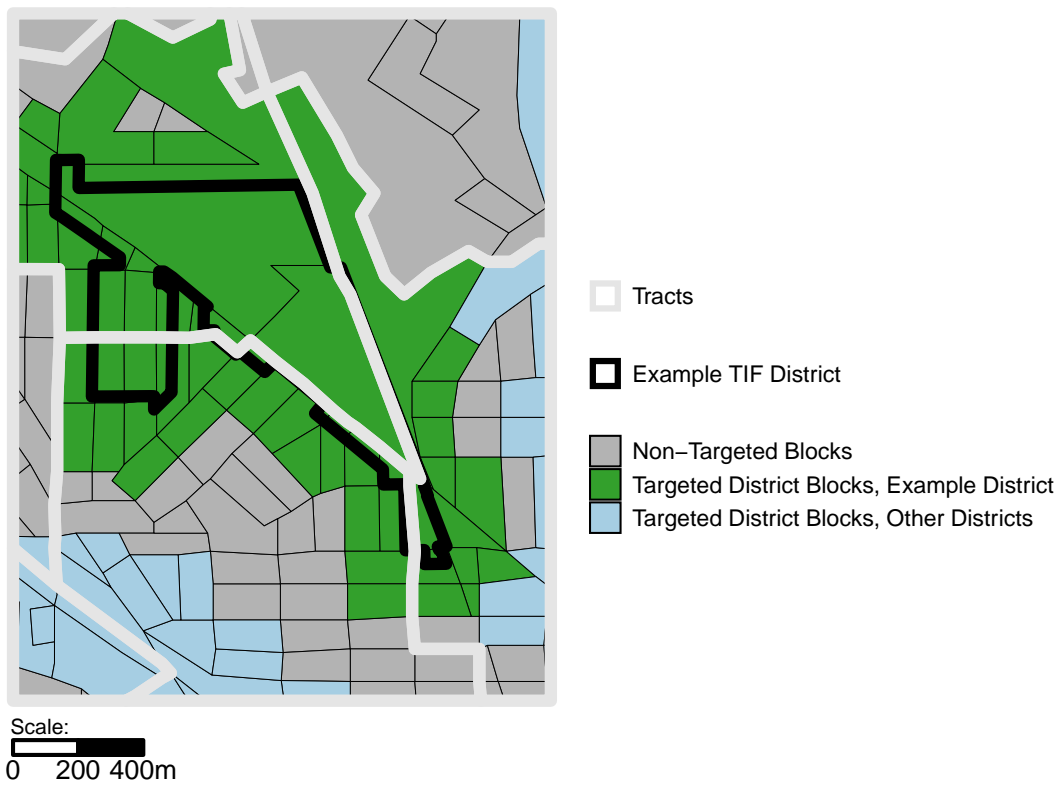 Tracts
Example TIF District
Non−Targeted Blocks
Targeted District Blocks, Example District
Targeted District Blocks, Other Districts
Scale:
0 200 400m